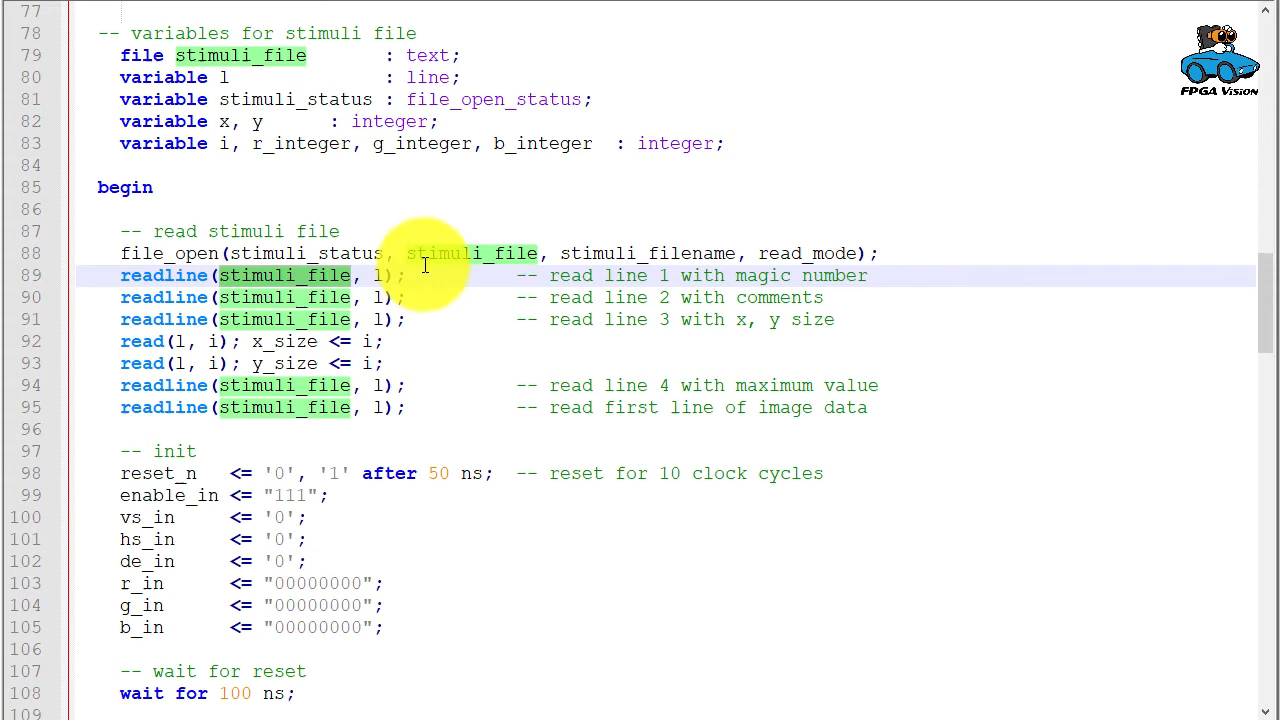 77
78 -- variables for stimuli file
79 file stimuli_file : text;
80 variable l : line;
81 variable stimuli_status : file_open_status;
82 variable x, y : integer;
83 variable i, r_integer, g_integer, b_integer : integer;
84
85 begin
86
87 -- read stimuli file
88 file_open(stimuli_status, stimuli_file, stimuli_filename, read_mode);
89 readline(stimuli_file, l); -- read line 1 with magic number
90 readline(stimuli_file, l); -- read line 2 with comments
91 readline(stimuli_file, l); -- read line 3 with x, y size
92 read(l, i); x_size <= i;
93 read(l, i); y_size <= i;
94 readline(stimuli_file, l); -- read line 4 with maximum value
95 readline(stimuli_file, l); -- read first line of image data
96
97 -- init
98 reset_n <= '0', '1' after 50 ns; -- reset for 10 clock cycles
99 enable_in <= "111";
100 vs_in <= '0';
101 hs_in <= '0';
102 de_in <= '0';
103 r_in <= "00000000";
104 g_in <= "00000000";
105 b_in <= "00000000";
106
107 -- wait for reset
108 wait for 100 ns;
109
FPGA Vision